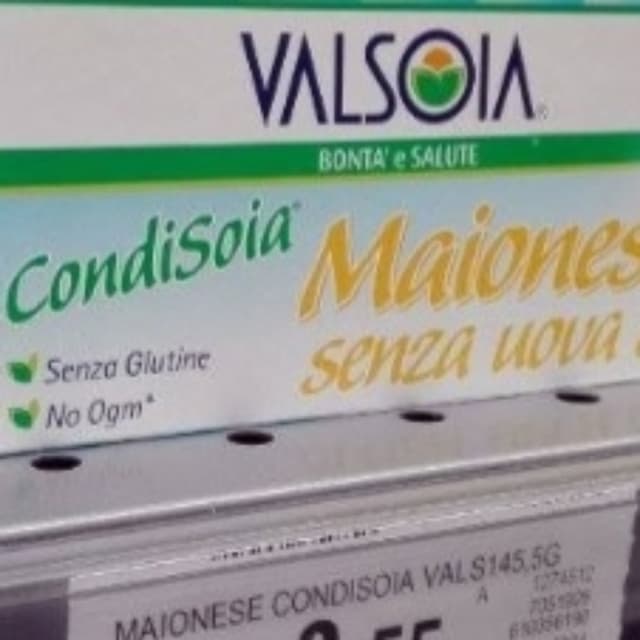 VALSOIA
BONTA' e SALUTE
CondiSoia®
Maiones
senza uova
Senza Glutine
No Ogm*
MAIONESE CONDISOIA VALS145,5G
A